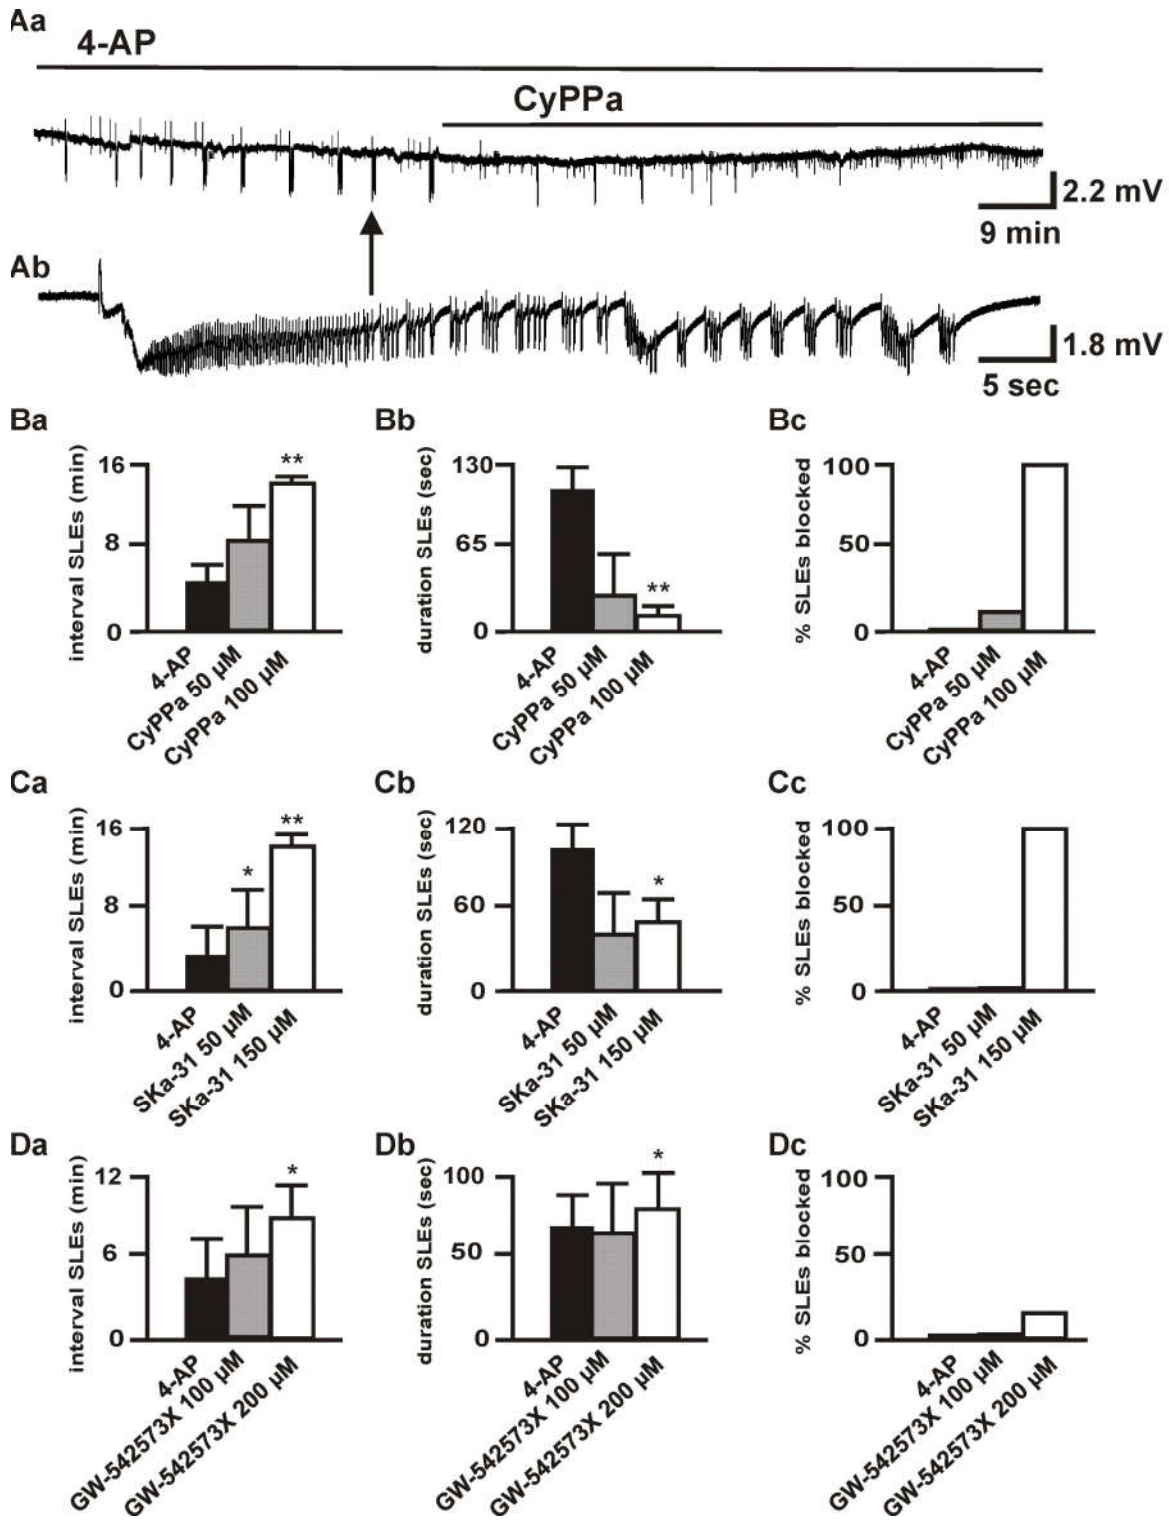 Aa
4-AP
CyPPa
2.2 mV
9 min
Ab
1.8 mV
5 sec
Ba
interval SLEs (min)
16
8
0
**
4-AP
CyPPa 50 µM
CyPPa 100 µM
Bb
duration SLEs (sec)
130
65
0
**
4-AP
CyPPa 50 µM
CyPPa 100 µM
Bc
% SLEs blocked
100
50
0
4-AP
CyPPa 50 µM
CyPPa 100 µM
Ca
interval SLEs (min)
16
8
0
*
**
4-AP
SKa-31 50 µM
SKa-31 150 µM
Cb
duration SLEs (sec)
120
60
0
*
4-AP
SKa-31 50 µM
SKa-31 150 µM
Cc
% SLEs blocked
100
50
0
4-AP
SKa-31 50 µM
SKa-31 150 µM
Da
interval SLEs (min)
12
6
0
*
4-AP
GW-542573X 100 µM
GW-542573X 200 µM
Db
duration SLEs (sec)
100
50
0
*
4-AP
GW-542573X 100 µM
GW-542573X 200 µM
Dc
% SLEs blocked
100
50
0
4-AP
GW-542573X 100 µM
GW-542573X 200 µM